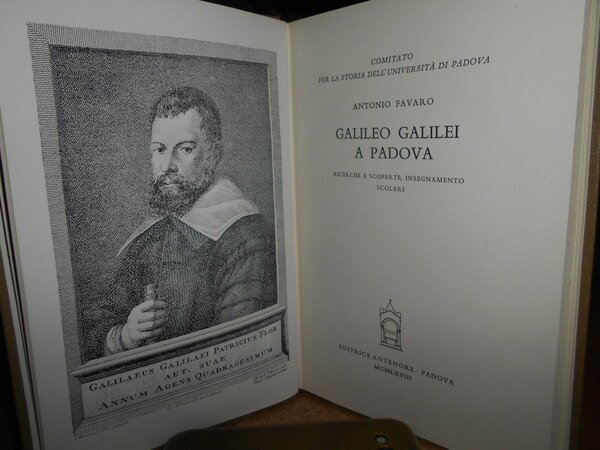 GALILAEUS GALILAEI PATRICIUS FLOR.
AET. SUAE
ANNUM AGENS QUADRAGESIMUM
COMITATO
PER LA STORIA DELL'UNIVERSITÀ DI PADOVA
ANTONIO FAVARO
GALILEO GALILEI
A PADOVA
RICERCHE E SCOPERTE, INSEGNAMENTO
SCOLARI
EDITRICE ANTENORE · PADOVA
MCMLXVIII